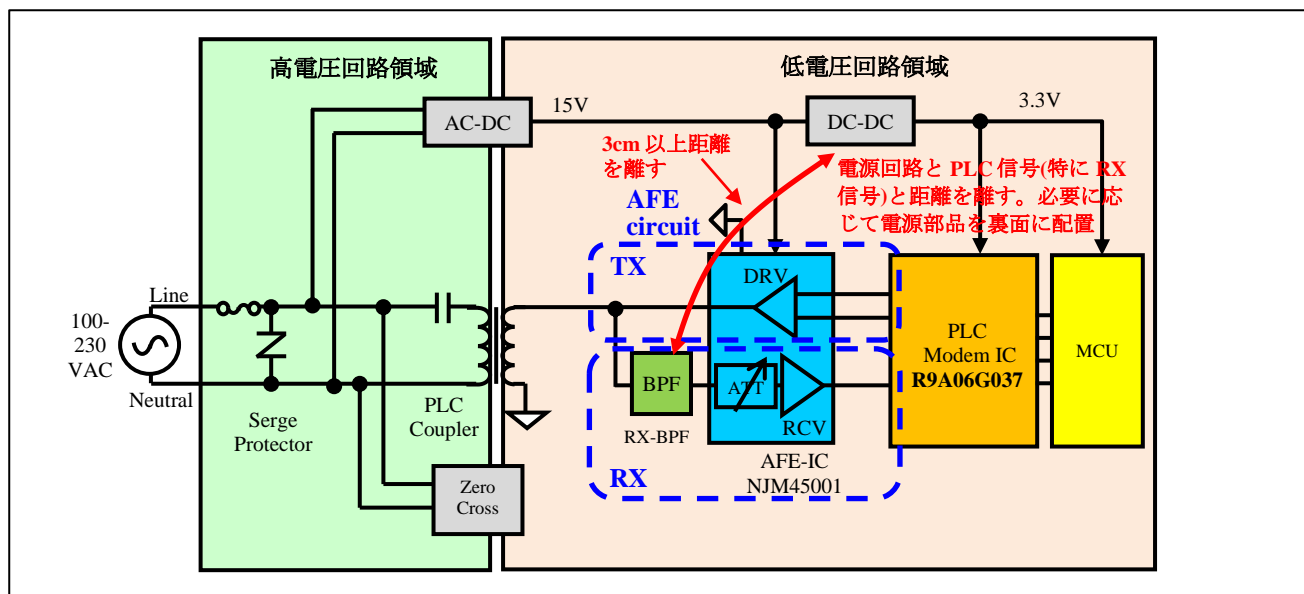 高電圧回路領域
低電圧回路領域
AC-DC
15V
DC-DC
3.3V
3cm 以上距離
を離す
電源回路と PLC 信号(特に RX
信号)と距離を離す。必要に応
じて電源部品を裏面に配置
AFE
circuit
TX
DRV
Line
100-
230
VAC
Neutral
Serge
Protector
PLC
Coupler
BPF
RX-BPF
ATT
RCV
RX
AFE-IC
NJM45001
PLC
Modem IC
R9A06G037
MCU
Zero
Cross